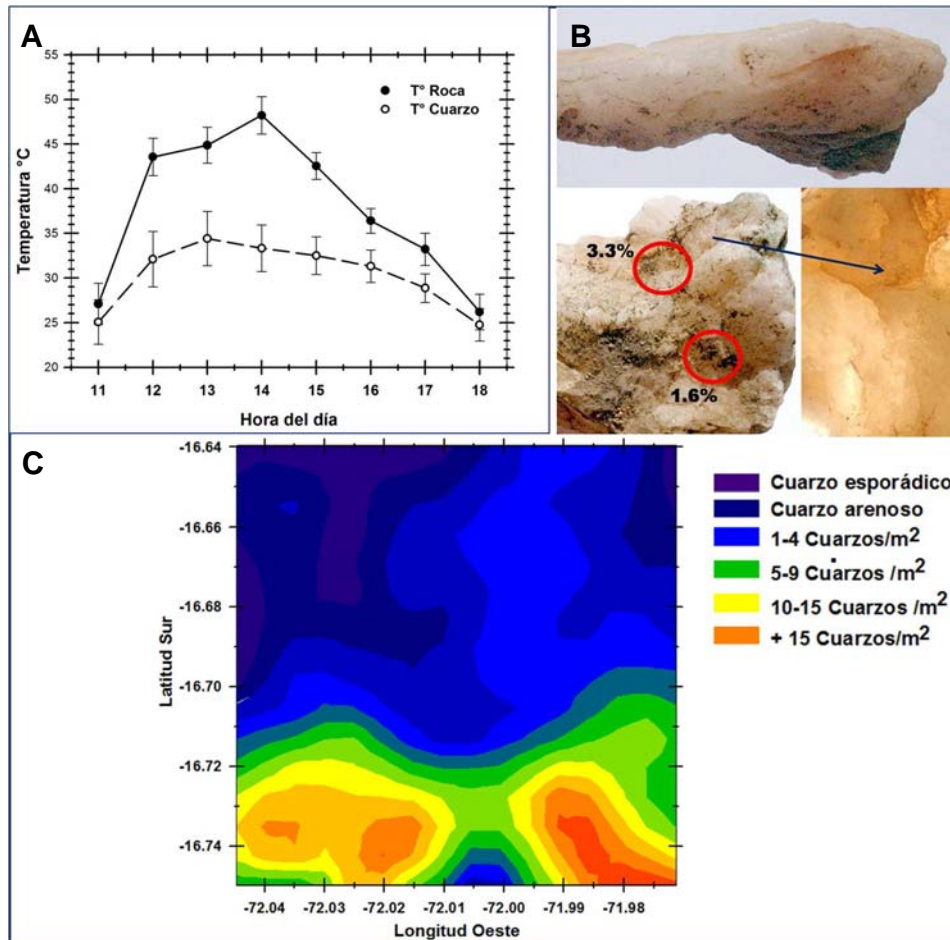 A
55
50
45
40
35
30
25
20
Temperatura °C
T° Roca
T° Cuarzo
11 12 13 14 15 16 17 18
Hora del día
B
3.3%
1.6%
C
-16.64
-16.66
-16.68
-16.70
-16.72
-16.74
Latitud Sur
-72.04 -72.03 -72.02 -72.01 -72.00 -71.99 -71.98
Longitud Oeste
Cuarzo esporádico
Cuarzo arenoso
1-4 Cuarzos/m²
5-9 Cuarzos /m²
10-15 Cuarzos /m²
+ 15 Cuarzos/m²